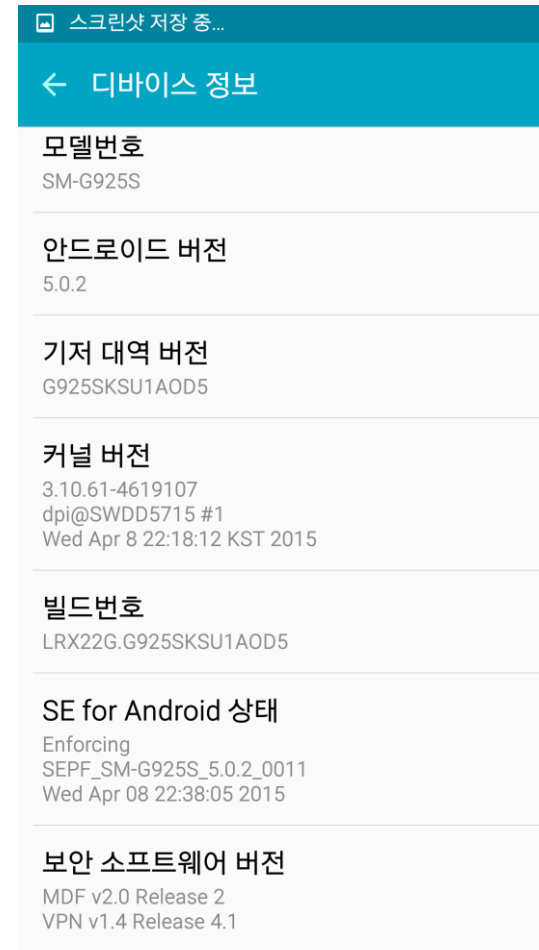 스크린샷 저장 중...
디바이스 정보
모델번호
SM-G925S
안드로이드 버전
5.0.2
기저 대역 버전
G925SKSU1AOD5
커널 버전
3.10.61-4619107
dpi@SWDD5715 #1
Wed Apr 8 22:18:12 KST 2015
빌드번호
LRX22G.G925SKSU1AOD5
SE for Android 상태
Enforcing
SEPF_SM-G925S_5.0.2_0011
Wed Apr 08 22:38:05 2015
보안 소프트웨어 버전
MDF v2.0 Release 2
VPN v1.4 Release 4.1